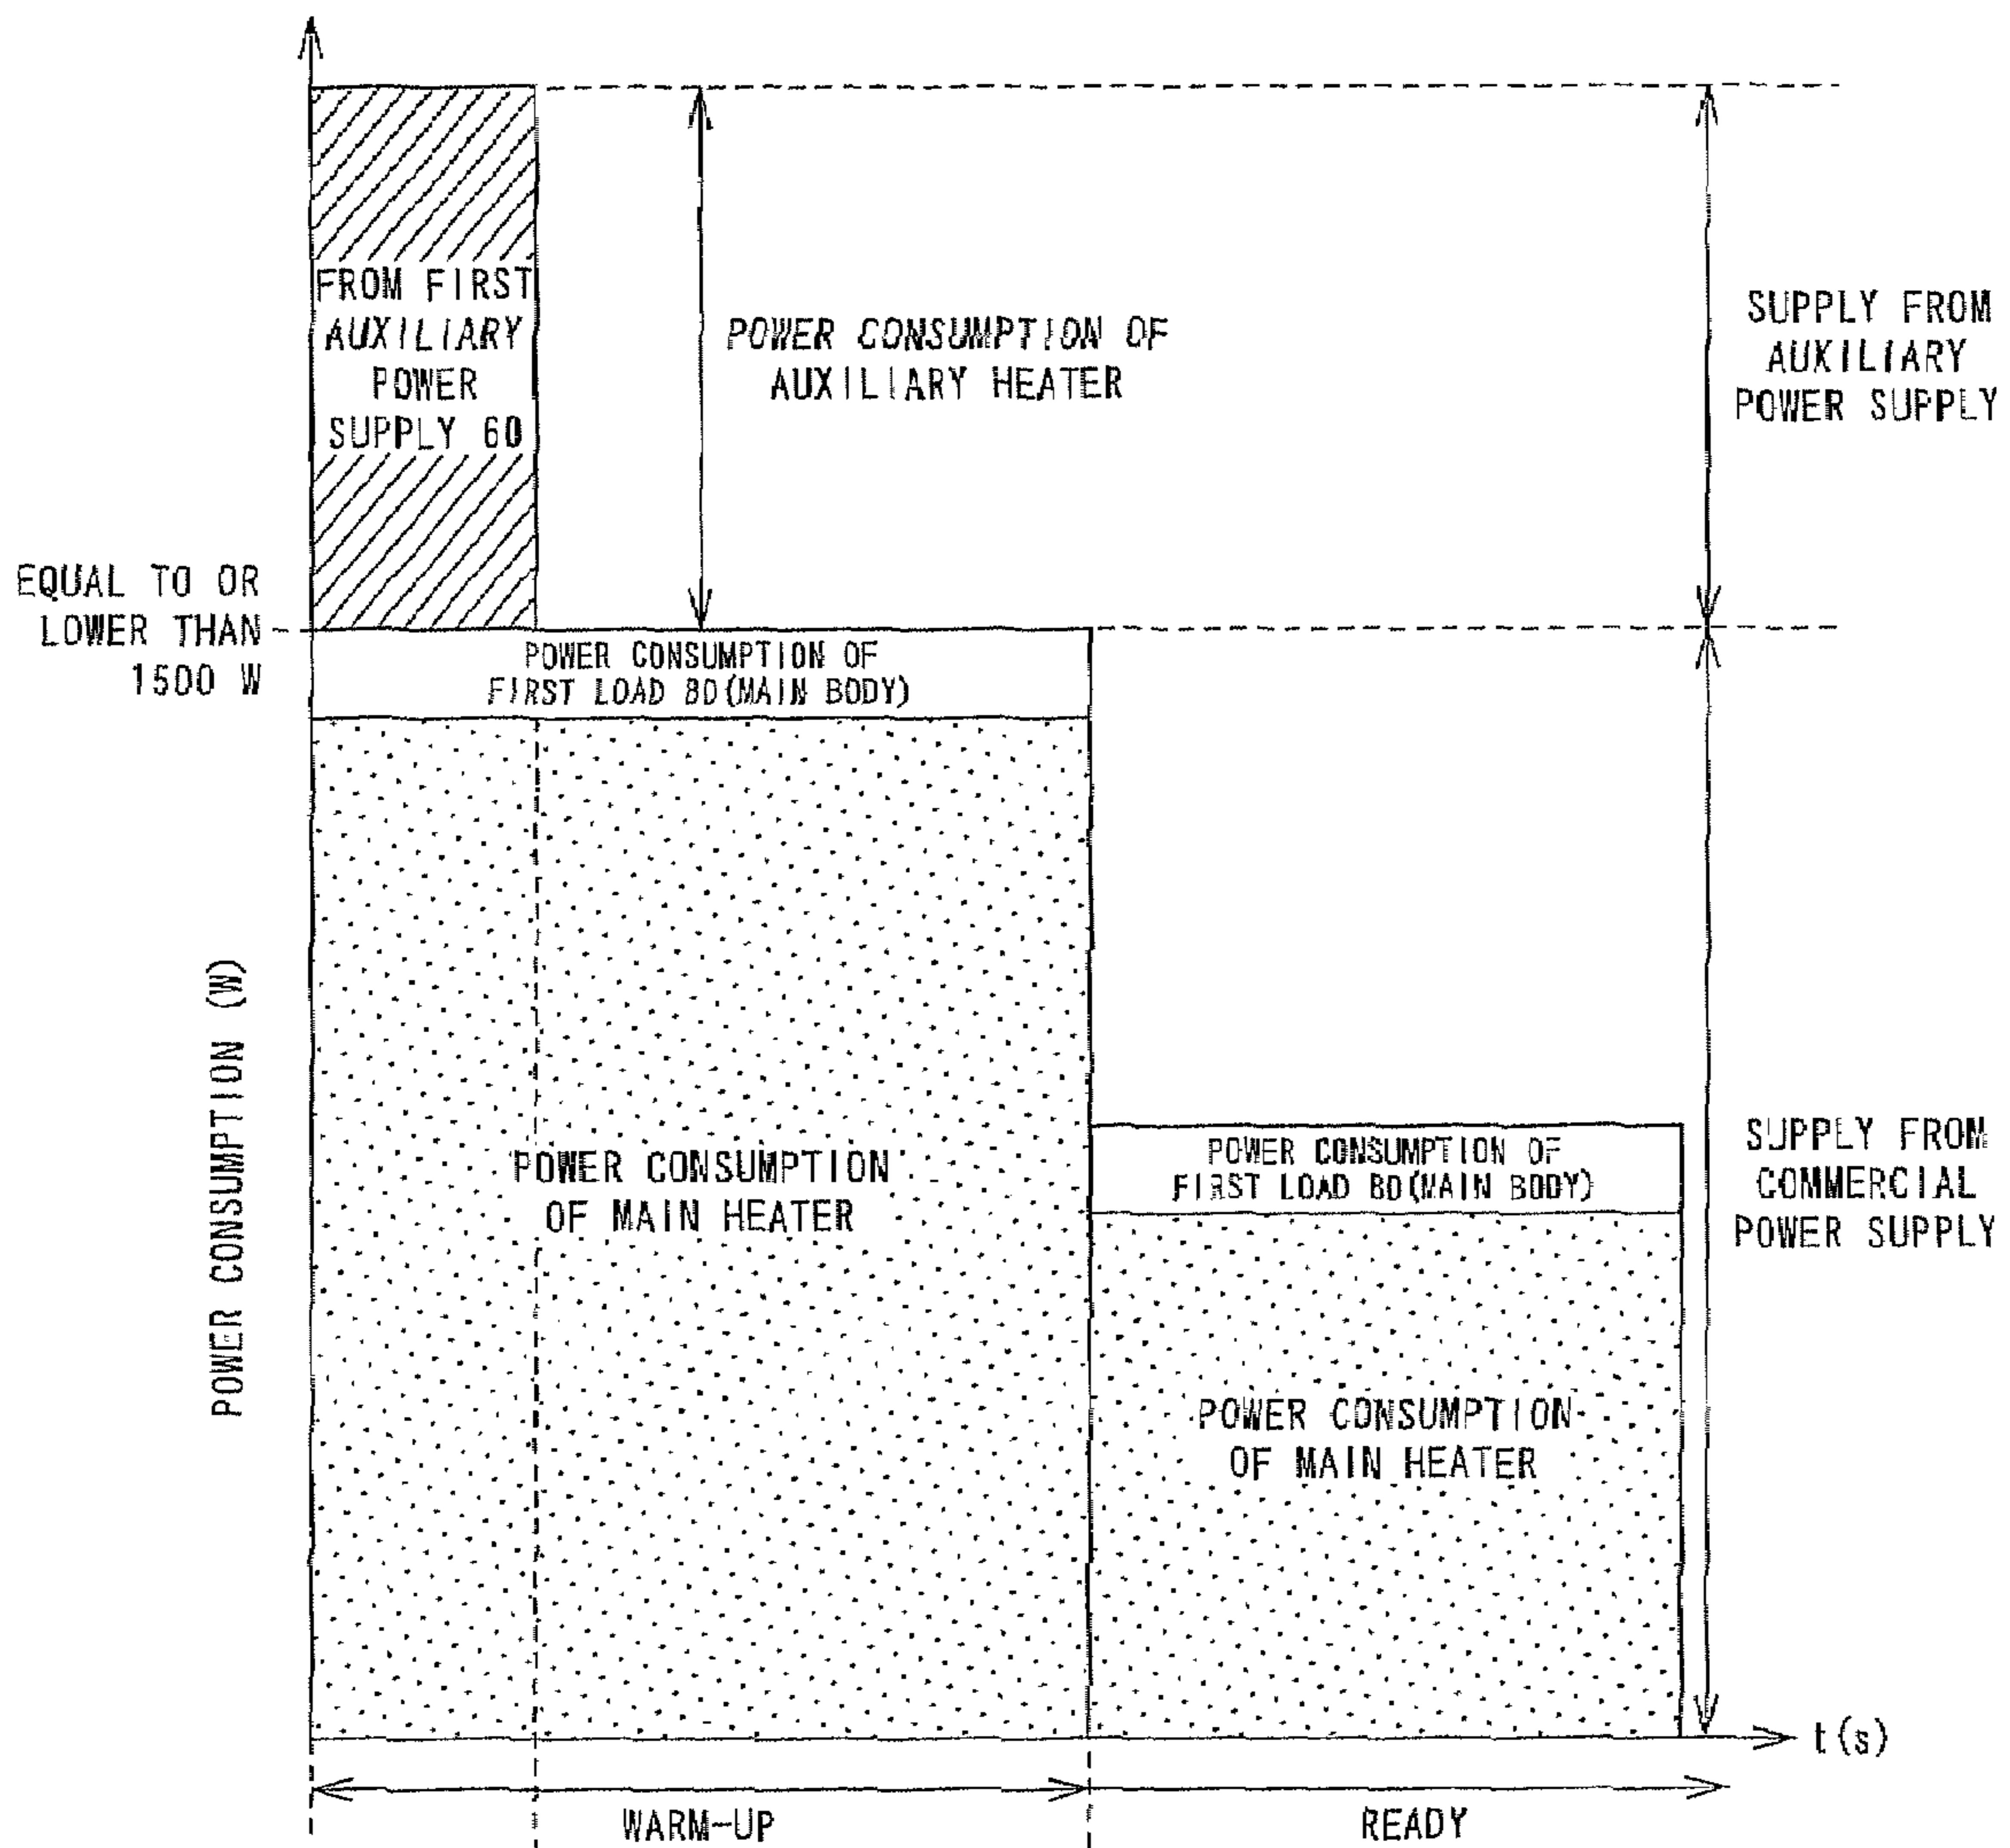 FROM FIRST
AUXILIARY
POWER
SUPPLY 60
POWER CONSUMPTION OF
AUXILIARY HEATER
SUPPLY FROM
AUXILIARY
POWER SUPPLY
EQUAL TO OR
LOWER THAN
1500 W
POWER CONSUMPTION OF
FIRST LOAD 80(MAIN BODY)
POWER CONSUMPTION (W)
POWER CONSUMPTION
OF MAIN HEATER
POWER CONSUMPTION OF
FIRST LOAD 80(MAIN BODY)
SUPPLY FROM
COMMERCIAL
POWER SUPPLY
POWER CONSUMPTION
OF MAIN HEATER
t(s)
WARM-UP
READY